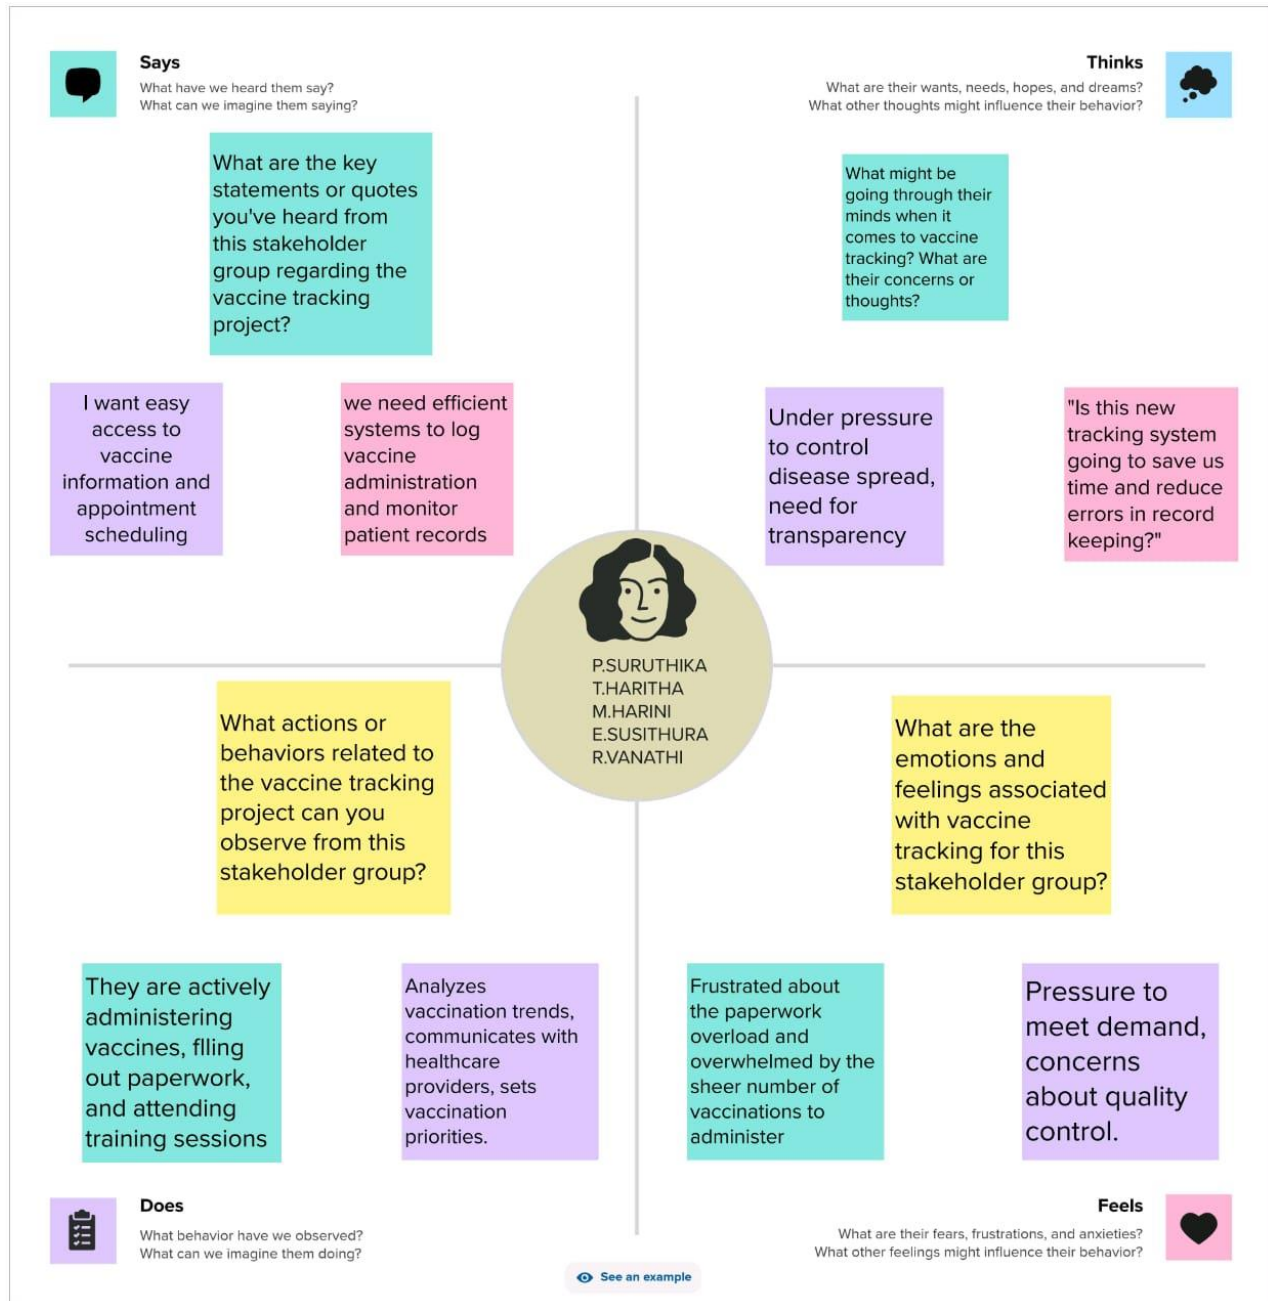 Says
What have we heard them say?
What can we imagine them saying?
Thinks
What are their wants, needs, hopes, and dreams?
What other thoughts might influence their behavior?
What are the key
statements or quotes
you've heard from
this stakeholder
group regarding the
vaccine tracking
project?
What might be
going through their
minds when it
comes to vaccine
tracking? What are
their concerns or
thoughts?
I want easy
access to
vaccine
information and
appointment
scheduling
we need efficient
systems to log
vaccine
administration
and monitor
patient records
Under pressure
to control
disease spread,
need for
transparency
"Is this new
tracking system
going to save us
time and reduce
errors in record
keeping?"
P.SURUTHIKA
T.HARITHA
M.HARINI
E.SUSITHURA
R.VANATHI
What actions or
behaviors related to
the vaccine tracking
project can you
observe from this
stakeholder group?
What are the
emotions and
feelings associated
with vaccine
tracking for this
stakeholder group?
They are actively
administering
vaccines, flling
out paperwork,
and attending
training sessions
Analyzes
vaccination trends,
communicates with
healthcare
providers, sets
vaccination
priorities.
Frustrated about
the paperwork
overload and
overwhelmed by the
sheer number of
vaccinations to
administer
Pressure to
meet demand,
concerns
about quality
control.
Does
What behavior have we observed?
What can we imagine them doing?
Feels
What are their fears, frustrations, and anxieties?
What other feelings might influence their behavior?
See an example